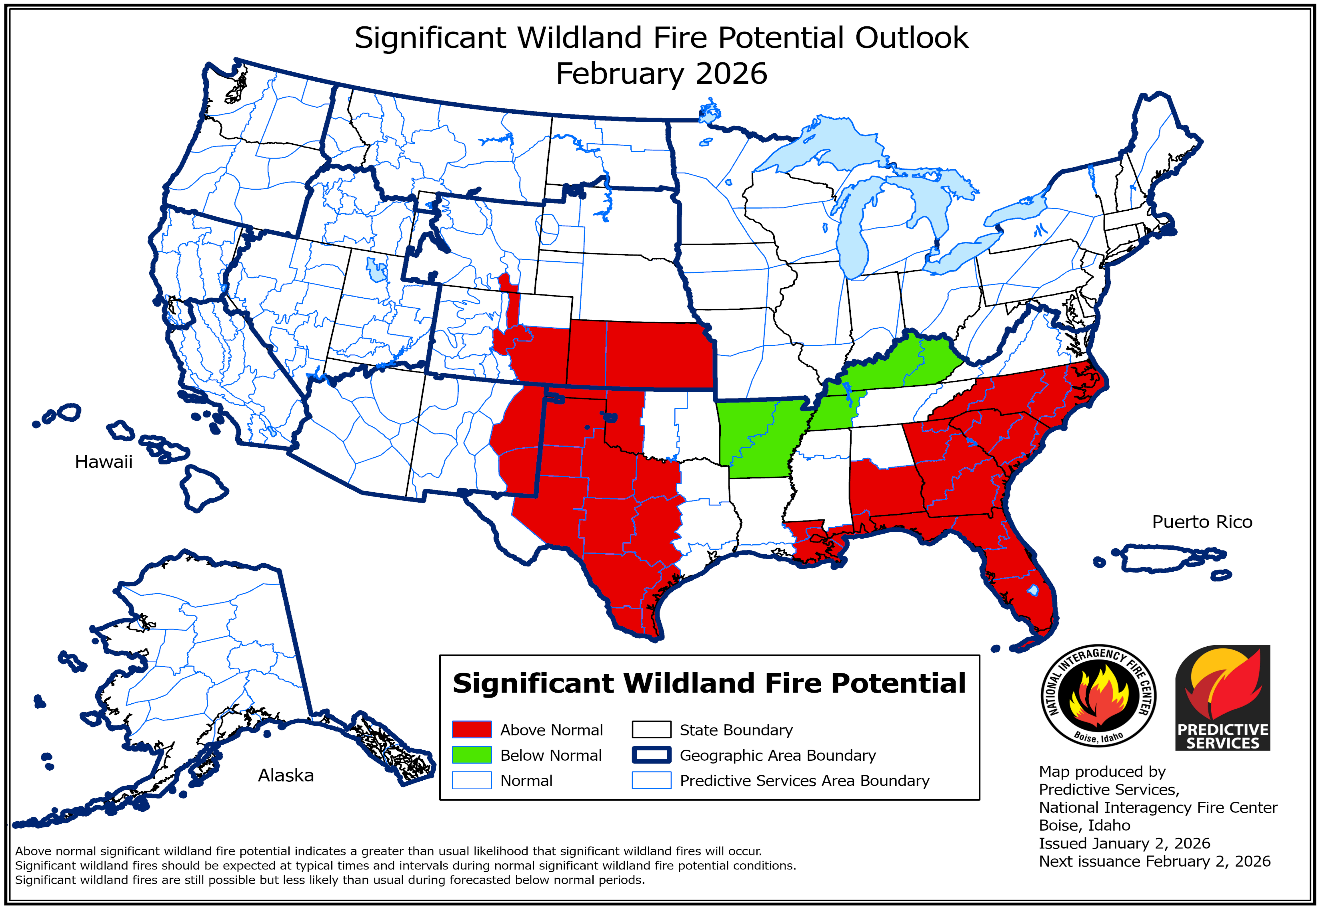 Significant Wildland Fire Potential Outlook
February 2026
Hawaii
Puerto Rico
Alaska
Significant Wildland Fire Potential
Above Normal
State Boundary
Below Normal
Geographic Area Boundary
Normal
Predictive Services Area Boundary
NATIONAL INTERAGENCY FIRE CENTER
Boise, Idaho
PREDICTIVE
SERVICES
Map produced by
Predictive Services,
National Interagency Fire Center
Boise, Idaho
Issued January 2, 2026
Next issuance February 2, 2026
Above normal significant wildland fire potential indicates a greater than usual likelihood that significant wildland fires will occur.
Significant wildland fires should be expected at typical times and intervals during normal significant wildland fire potential conditions.
Significant wildland fires are still possible but less likely than usual during forecasted below normal periods.